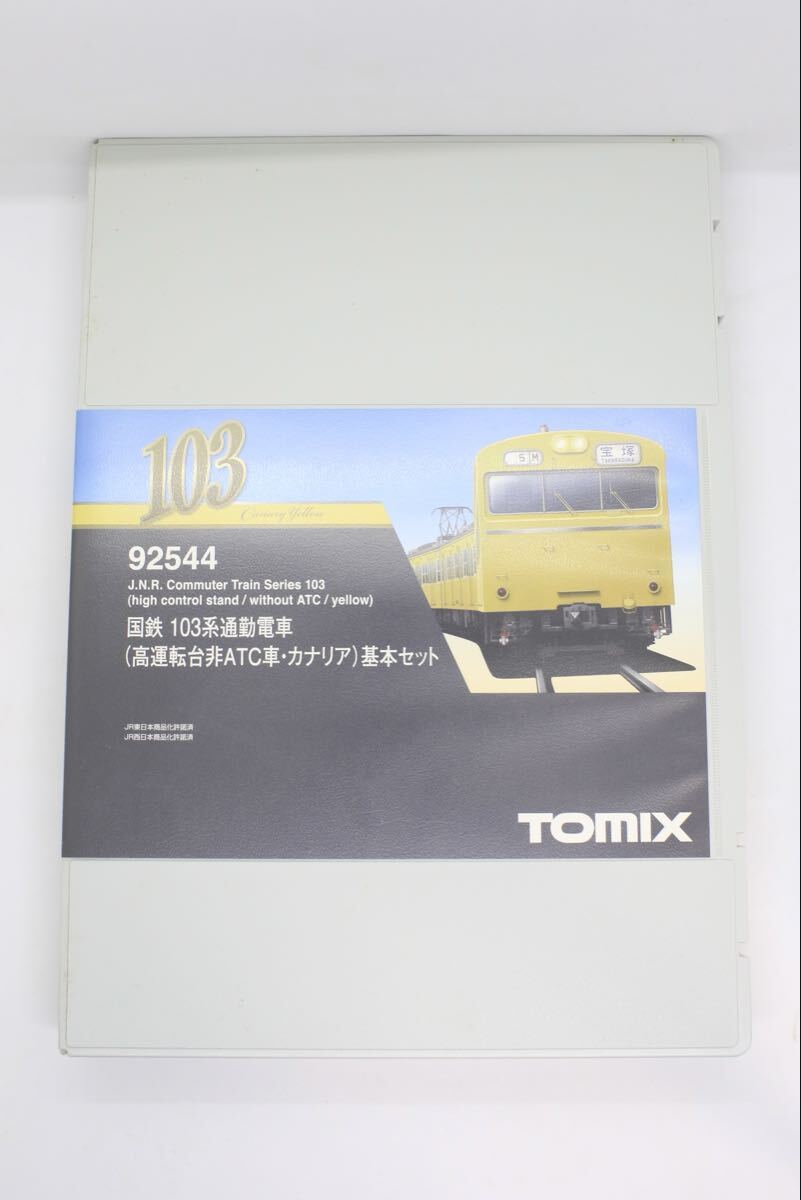 103
Canary Yellow
5 M
宝塚
TAKARAZUKA
92544
J.N.R. Commuter Train Series 103
(high control stand / without ATC / yellow)
国鉄 103系通勤電車
(高運転台非ATC車・カナリア)基本セット
JR東日本商品化許諾済
JR西日本商品化許諾済
TOMIX